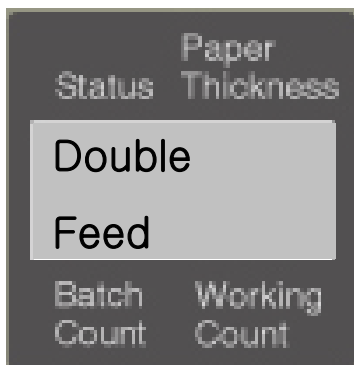 Paper
Status Thickness
Double
Feed
Batch Working
Count Count